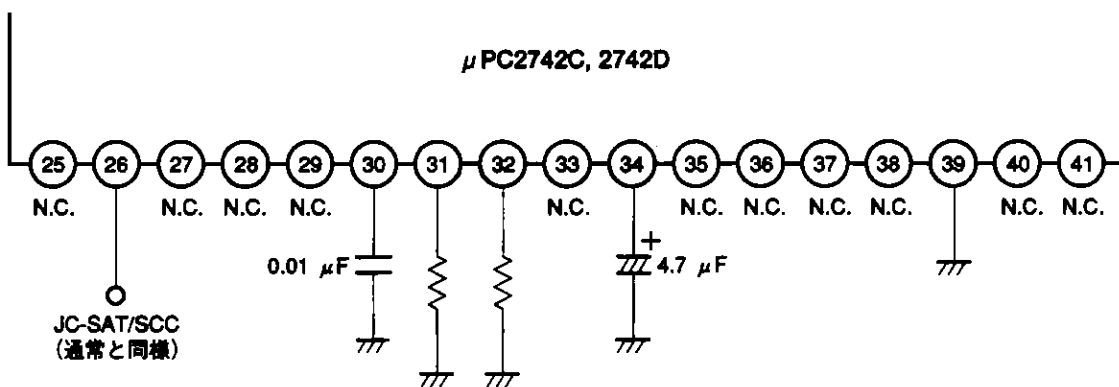 μPC2742C, 2742D
25 26 27 28 29 30 31 32 33 34 35 36 37 38 39 40 41
N.C. N.C. N.C. N.C. N.C. N.C. N.C. N.C. N.C. N.C. N.C.
0.01 μF
+
4.7 μF
JC-SAT/SCC
(通常と同様)